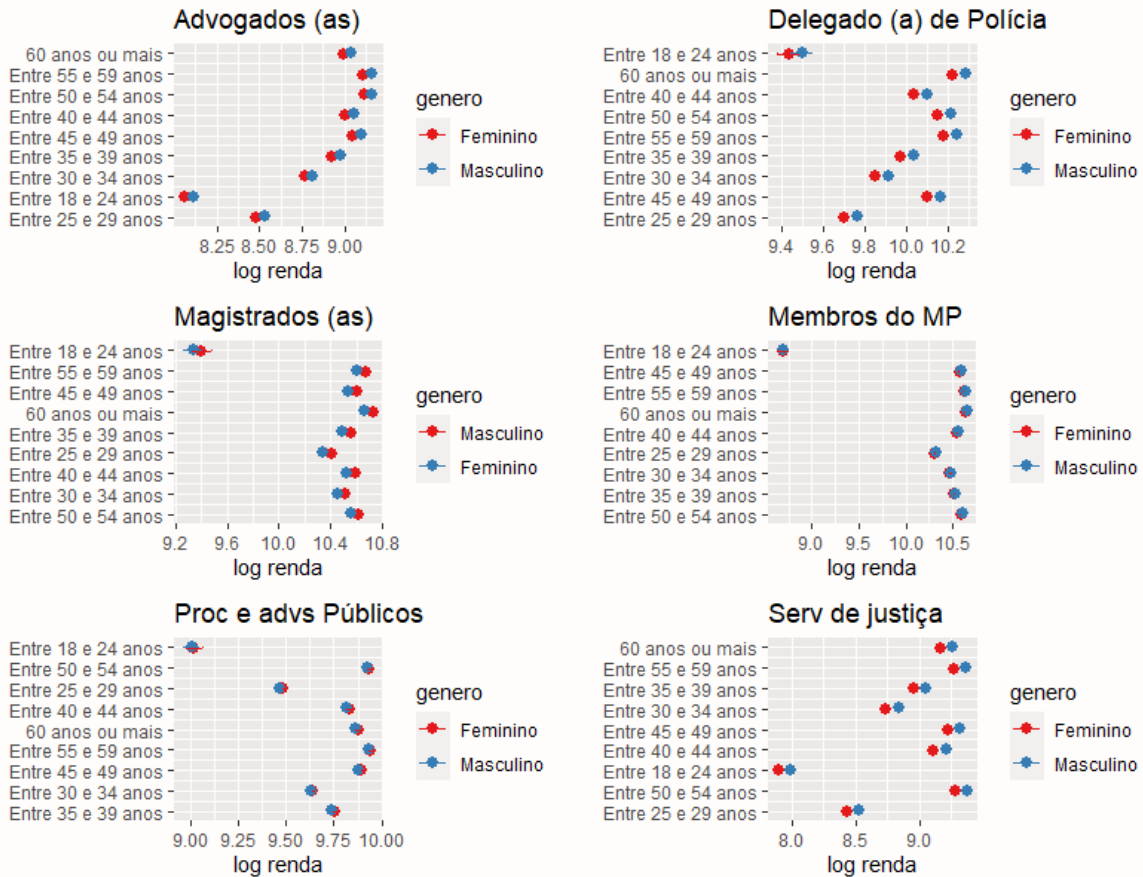 Advogados (as)
60 anos ou mais
Entre 55 e 59 anos
Entre 50 e 54 anos
Entre 40 e 44 anos
Entre 45 e 49 anos
Entre 35 e 39 anos
Entre 30 e 34 anos
Entre 18 e 24 anos
Entre 25 e 29 anos
8.25 8.50 8.75 9.00
log renda
genero
Feminino
Masculino
Delegado (a) de Polícia
Entre 18 e 24 anos
60 anos ou mais
Entre 40 e 44 anos
Entre 50 e 54 anos
Entre 55 e 59 anos
Entre 35 e 39 anos
Entre 30 e 34 anos
Entre 45 e 49 anos
Entre 25 e 29 anos
9.4 9.6 9.8 10.0 10.2
log renda
genero
Feminino
Masculino
Magistrados (as)
Entre 18 e 24 anos
Entre 55 e 59 anos
Entre 45 e 49 anos
60 anos ou mais
Entre 35 e 39 anos
Entre 25 e 29 anos
Entre 40 e 44 anos
Entre 30 e 34 anos
Entre 50 e 54 anos
9.2 9.6 10.0 10.4 10.8
log renda
genero
Masculino
Feminino
Membros do MP
Entre 18 e 24 anos
Entre 45 e 49 anos
Entre 55 e 59 anos
60 anos ou mais
Entre 40 e 44 anos
Entre 25 e 29 anos
Entre 30 e 34 anos
Entre 35 e 39 anos
Entre 50 e 54 anos
9.0 9.5 10.0 10.5
log renda
genero
Feminino
Masculino
Proc e advs Públicos
Entre 18 e 24 anos
Entre 50 e 54 anos
Entre 25 e 29 anos
Entre 40 e 44 anos
60 anos ou mais
Entre 55 e 59 anos
Entre 45 e 49 anos
Entre 30 e 34 anos
Entre 35 e 39 anos
9.00 9.25 9.50 9.75 10.00
log renda
genero
Feminino
Masculino
Serv de justiça
60 anos ou mais
Entre 55 e 59 anos
Entre 35 e 39 anos
Entre 30 e 34 anos
Entre 45 e 49 anos
Entre 40 e 44 anos
Entre 18 e 24 anos
Entre 50 e 54 anos
Entre 25 e 29 anos
8.0 8.5 9.0
log renda
genero
Feminino
Masculino